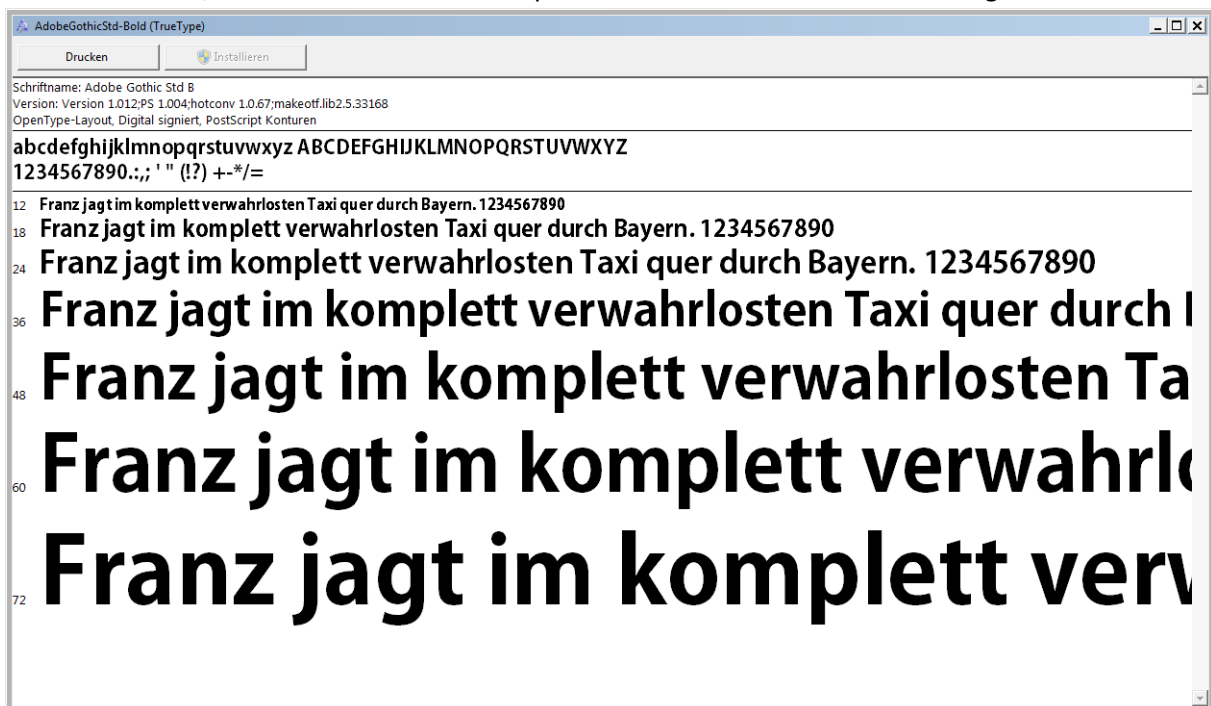 AdobeGothicStd-Bold (TrueType)
Drucken Installieren
Schriftname: Adobe Gothic Std B
Version: Version 1.012;PS 1.004;hotconv 1.0.67;makeotf.lib2.5.33168
OpenType-Layout, Digital signiert, PostScript Konturen
abcdefghijklmnopqrstuvwxyz ABCDEFGHIJKLMNOPQRSTUVWXYZ
1234567890.:,; ' " (!?) +-*/=
12 Franz jagt im komplett verwahrlosten Taxi quer durch Bayern. 1234567890
18 Franz jagt im komplett verwahrlosten Taxi quer durch Bayern. 1234567890
24 Franz jagt im komplett verwahrlosten Taxi quer durch Bayern. 1234567890
36 Franz jagt im komplett verwahrlosten Taxi quer durch
48 Franz jagt im komplett verwahrlosten Ta
60 Franz jagt im komplett verwahrl
72 Franz jagt im komplett ver